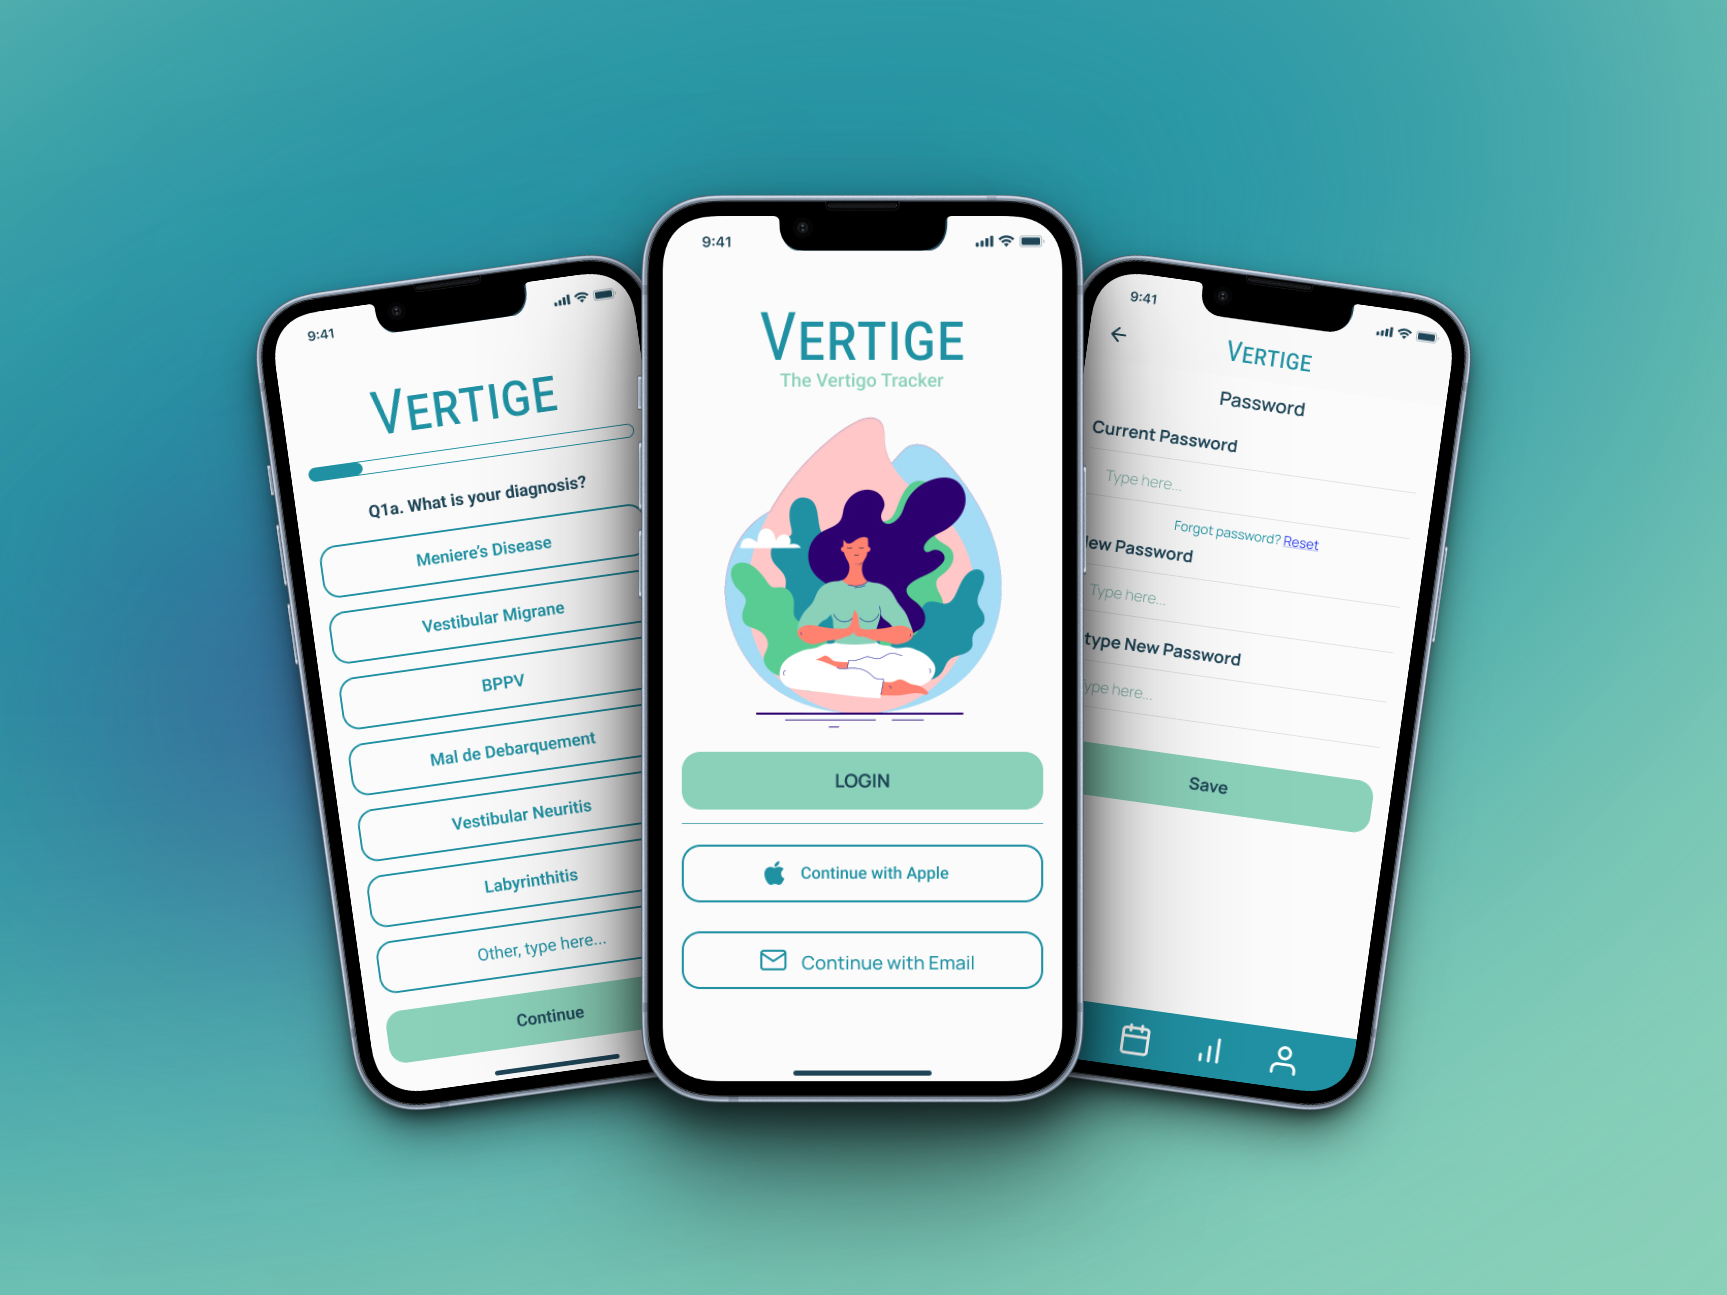 9:41
VERTIGE
Q1a. What is your diagnosis?
Meniere's Disease
Vestibular Migrane
BPPV
Mal de Debarquement
Vestibular Neuritis
Labyrinthitis
Other, type here...
Continue
9:41
VERTIGE
The Vertigo Tracker
LOGIN
Continue with Apple
Continue with Email
9:41
VERTIGE
Password
Current Password
Type here...
Forgot password? Reset
ew Password
Type here...
type New Password
ype here...
Save